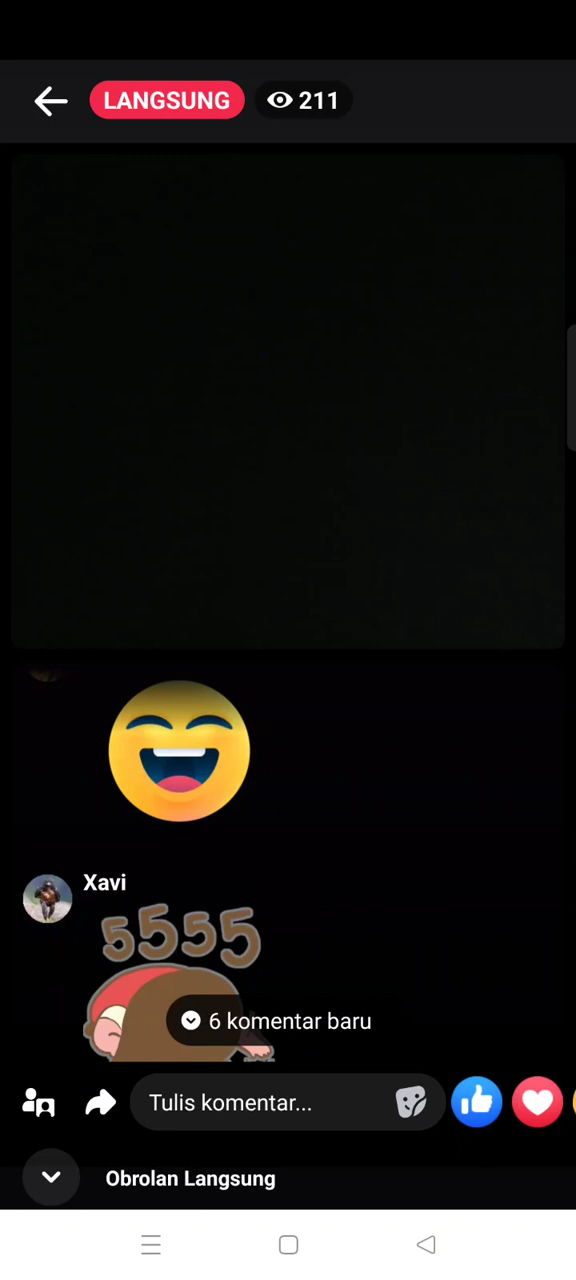 LANGSUNG
211
Xavi
5555
6 komentar baru
Tulis komentar...
Obrolan Langsung